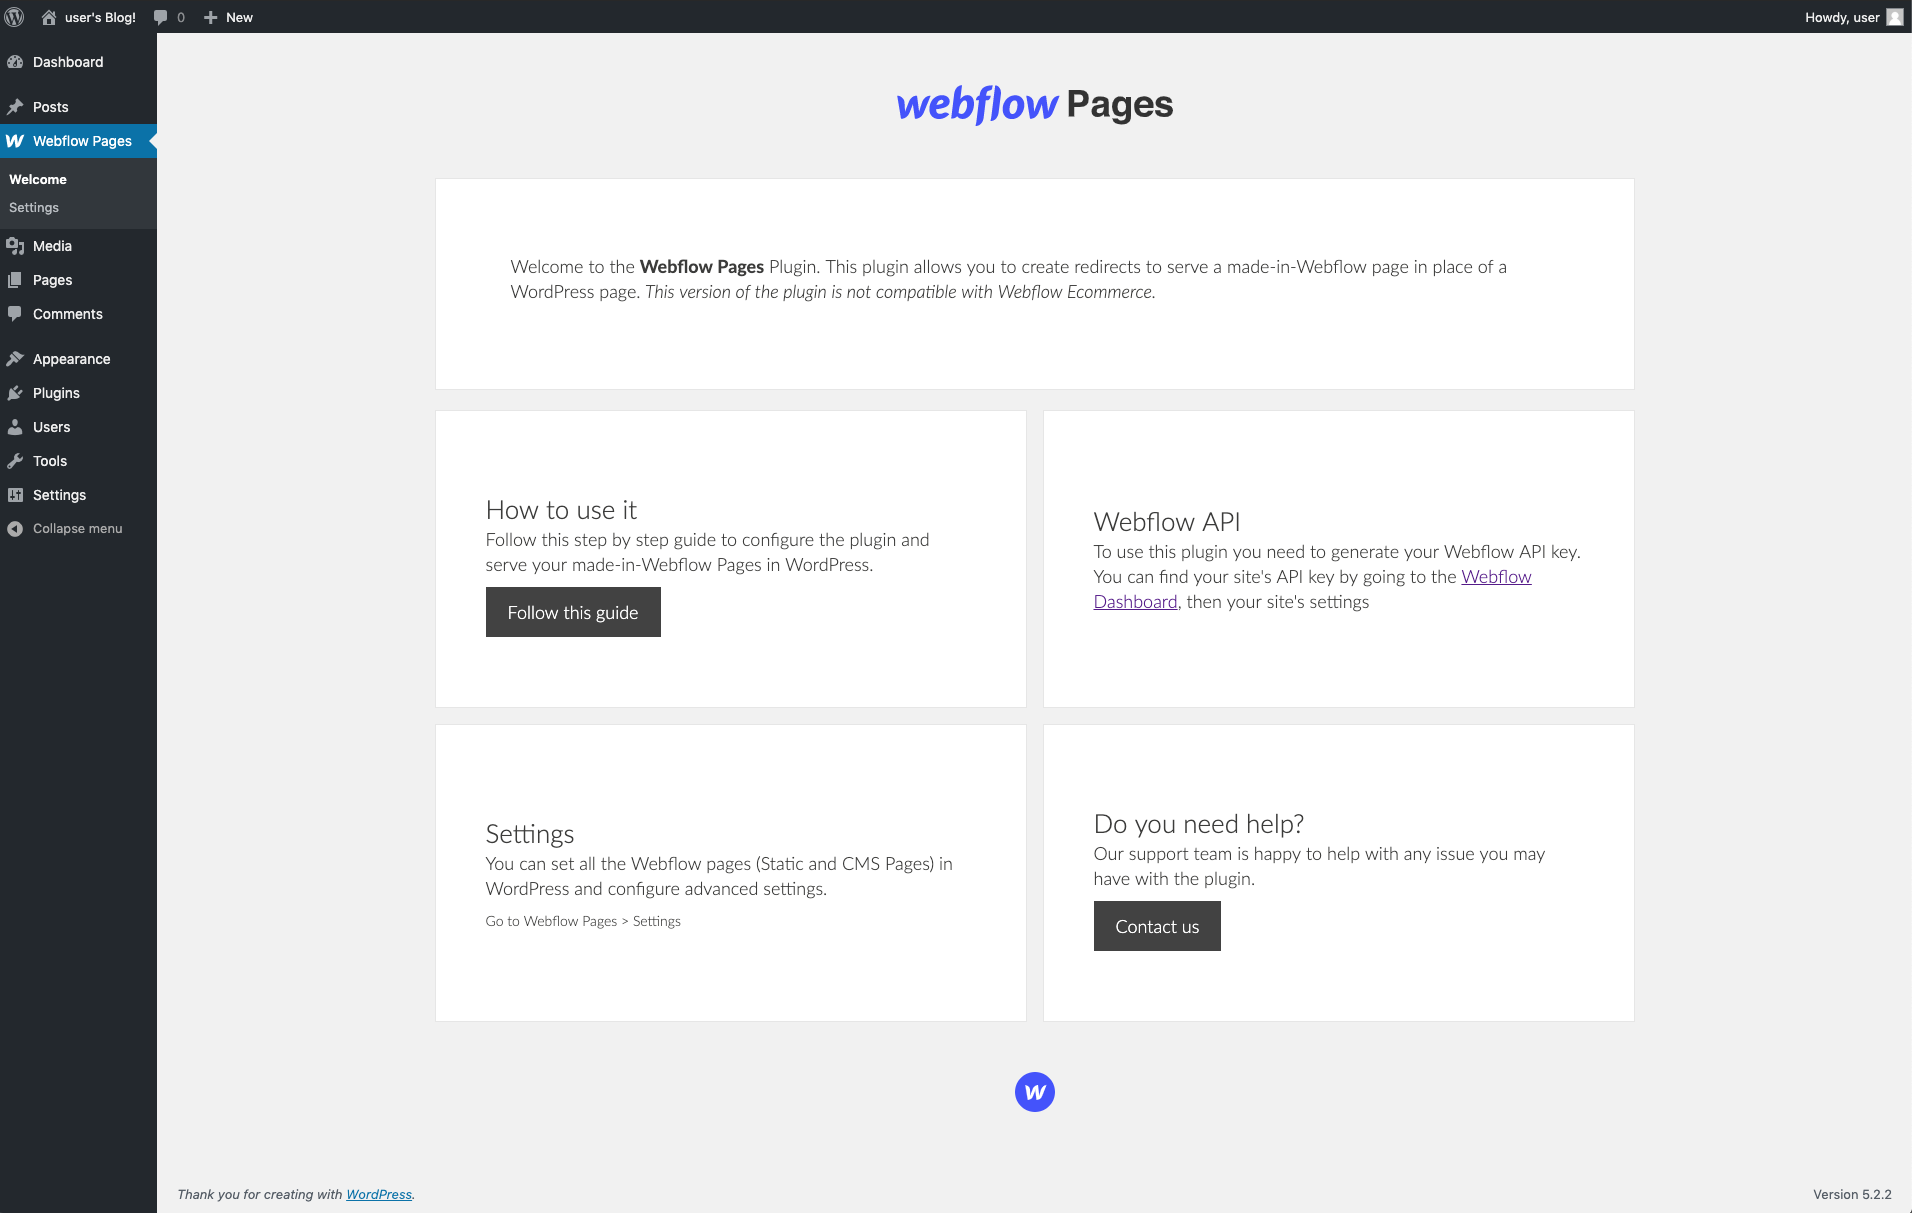 user's Blog!
0
New
Howdy, user
Dashboard
Posts
Webflow Pages
Welcome
Settings
Media
Pages
Comments
Appearance
Plugins
Users
Tools
Settings
Collapse menu
webflow Pages
Welcome to the Webflow Pages Plugin. This plugin allows you to create redirects to serve a made-in-Webflow page in place of a
WordPress page. This version of the plugin is not compatible with Webflow Ecommerce.
How to use it
Follow this step by step guide to configure the plugin and
serve your made-in-Webflow Pages in WordPress.
Follow this guide
Webflow API
To use this plugin you need to generate your Webflow API key.
You can find your site's API key by going to the Webflow
Dashboard, then your site's settings
Settings
You can set all the Webflow pages (Static and CMS Pages) in
WordPress and configure advanced settings.
Go to Webflow Pages > Settings
Do you need help?
Our support team is happy to help with any issue you may
have with the plugin.
Contact us
w
Thank you for creating with WordPress.
Version 5.2.2